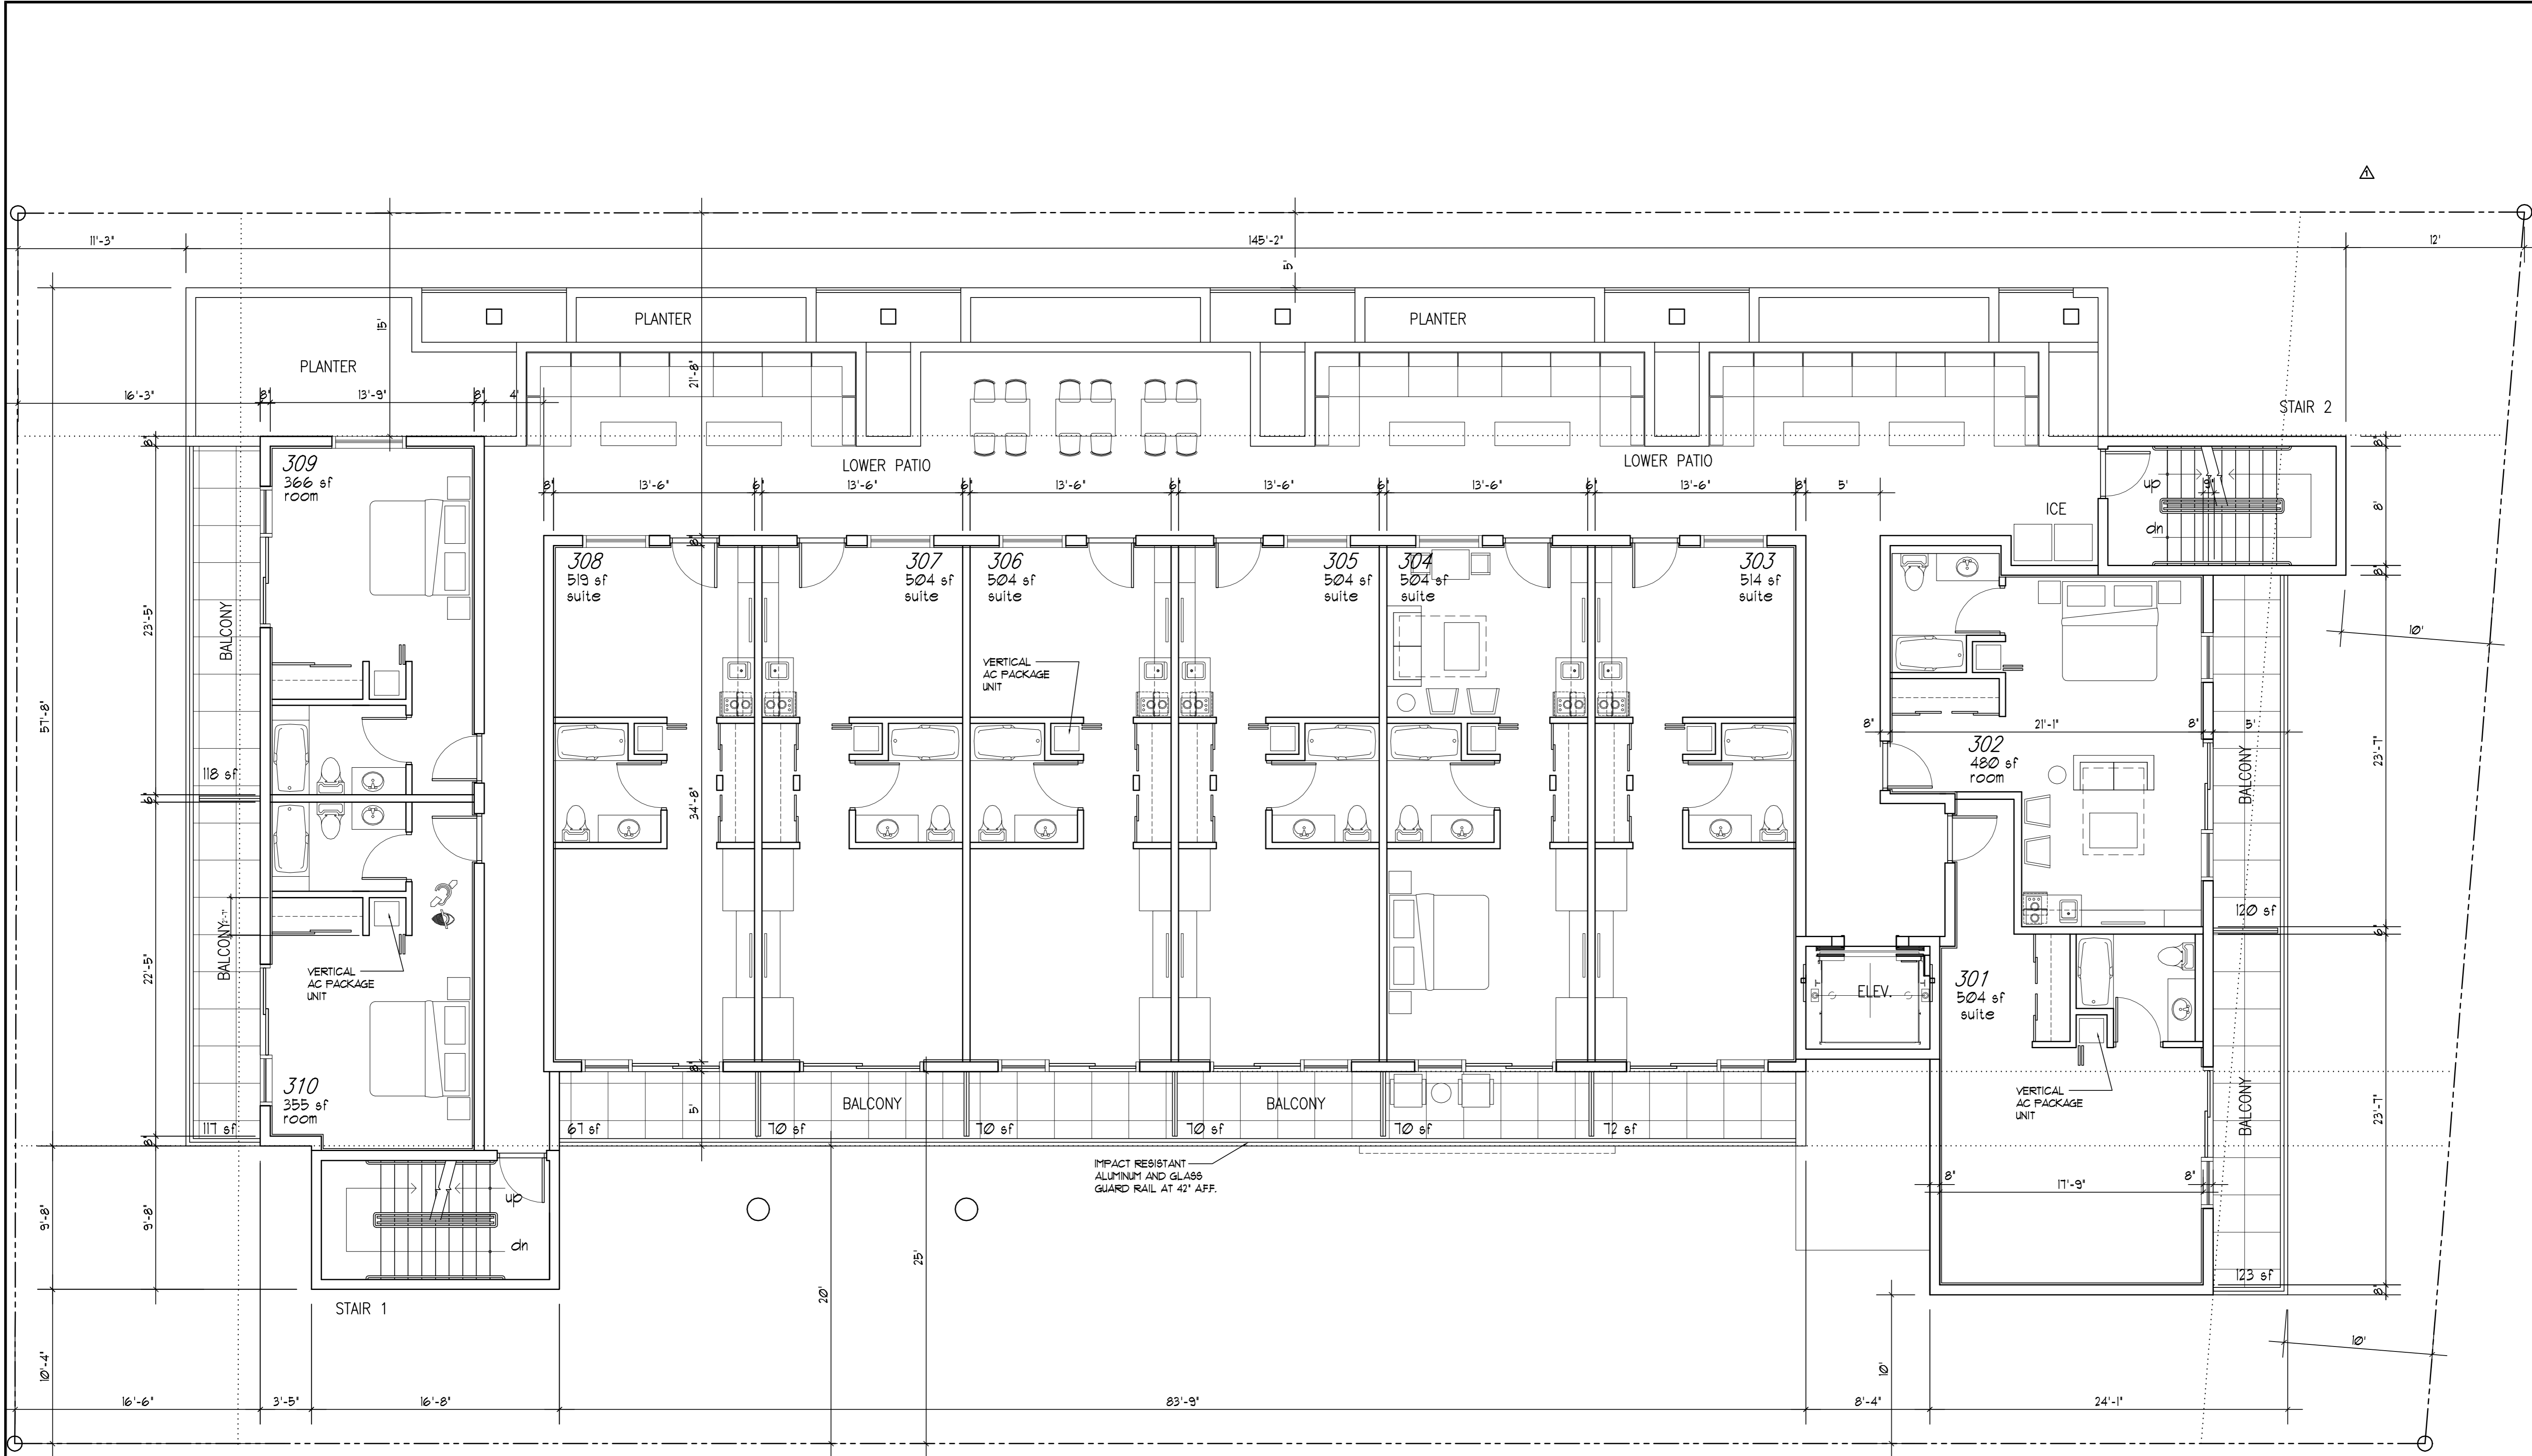 1
11'-3"
145'-2"
12'
5'
15'
PLANTER
PLANTER
PLANTER
21'-8"
16'-3"
8"
13'-9"
8"
4'
STAIR 2
LOWER PATIO
LOWER PATIO
8"
8"
13'-6"
6"
13'-6"
6"
13'-6"
6"
13'-6"
6"
13'-6"
6"
13'-6"
8"
5'
309
366 sf
room
up
9"
dn
8'
ICE
8"
8"
308
519 sf
suite
307
504 sf
suite
306
504 sf
suite
305
504 sf
suite
304
504 sf
suite
303
514 sf
suite
8"
10'
57'-8"
23'-5"
BALCONY
VERTICAL
AC PACKAGE
UNIT
8"
21'-1"
8"
5'
302
480 sf
room
BALCONY
23'-7"
118 sf
6"
34'-8"
120 sf
6"
22'-5"
BALCONY
2'-7"
VERTICAL
AC PACKAGE
UNIT
ELEV.
301
504 sf
suite
310
355 sf
room
117 sf
8"
8"
5'
67 sf
70 sf
BALCONY
70 sf
70 sf
BALCONY
70 sf
72 sf
VERTICAL
AC PACKAGE
UNIT
BALCONY
23'-7"
IMPACT RESISTANT
ALUMINUM AND GLASS
GUARD RAIL AT 42" A.F.F.
8"
17'-9"
8"
up
dn
9'-8"
9'-8"
25'
20'
123 sf
8"
STAIR 1
10'
10'
10'-4"
16'-6"
3'-5"
16'-8"
83'-9"
8'-4"
24'-1"